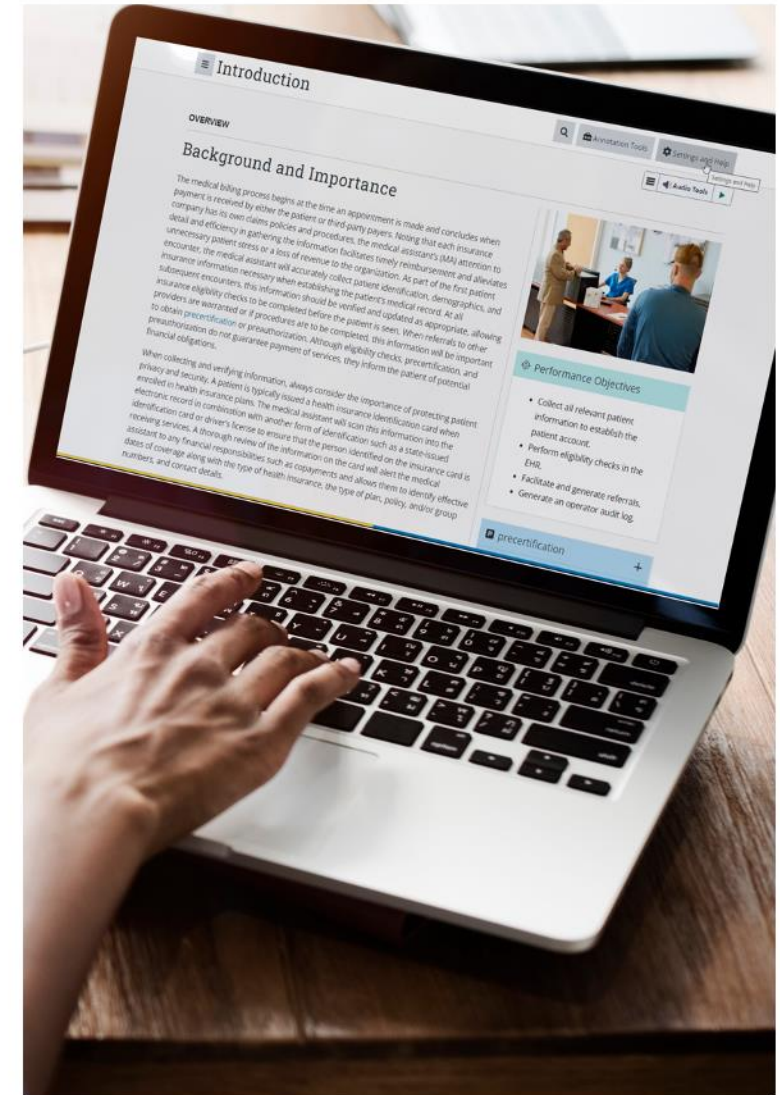 Introduction
Annotation Tools
Settings and Help
Settings and Help
Audio Tools
OVERVIEW
Background and Importance
The medical billing process begins at the time an appointment is made and concludes when
payment is received by either the patient or third-party payers. Noting that each insurance
company has its own claims policies and procedures, the medical assistant's (MA) attention to
detail and efficiency in gathering the information facilitates timely reimbursement and alleviates
unnecessary patient stress or a loss of revenue to the organization. As part of the first patient
encounter, the medical assistant will accurately collect patient identification, demographics, and
insurance information necessary when establishing the patient's medical record. At all
subsequent encounters, this information should be verified and updated as appropriate, allowing
insurance eligibility checks to be completed before the patient is seen. When referrals to other
providers are warranted or if procedures are to be completed, this information will be important
to obtain precertification or preauthorization. Although eligibility checks, precertification, and
preauthorization do not guarantee payment of services, they inform the patient of potential
financial obligations.
When collecting and verifying information, always consider the importance of protecting patient
privacy and security. A patient is typically issued a health insurance identification card when
enrolled in health insurance plans. The medical assistant will scan this information into the
electronic record in combination with another form of identification such as a state-issued
identification card or driver's license to ensure that the person identified on the insurance card is
receiving services. A thorough review of the information on the card will alert the medical
assistant to any financial responsibilities such as copayments and allows them to identify effective
dates of coverage along with the type of health insurance, the type of plan, policy, and/or group
numbers, and contact details.
Performance Objectives
• Collect all relevant patient
information to establish the
patient account.
• Perform eligibility checks in the
EHR.
• Facilitate and generate referrals.
• Generate an operator audit log.
precertification
+